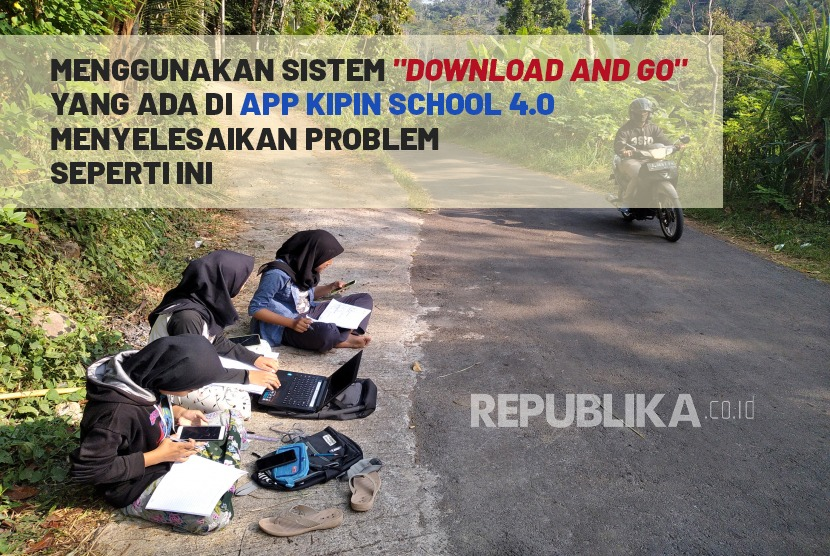 MENGGUNAKAN SISTEM "DOWNLOAD AND GO"
YANG ADA DI APP KIPIN SCHOOL 4.0
MENYELESAIKAN PROBLEM
SEPERTI INI
REPUBLIKA.co.id